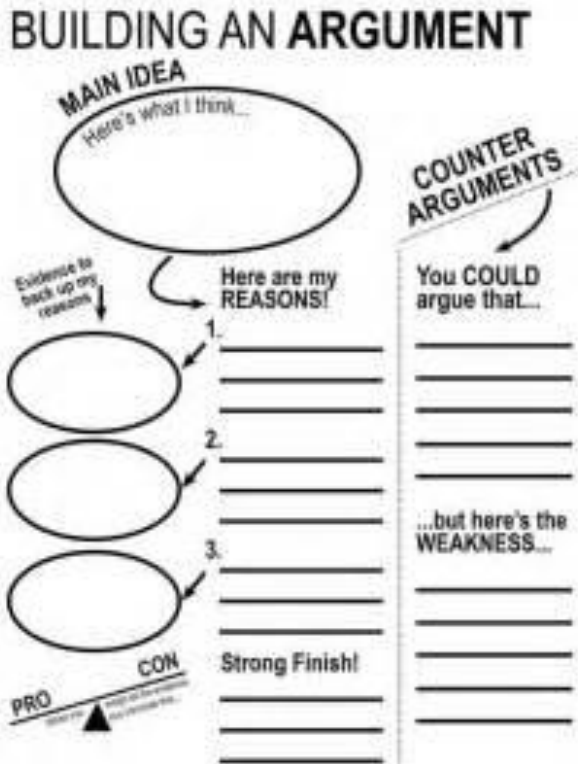 BUILDING AN ARGUMENT
MAIN IDEA
Here's what I think...
COUNTER
ARGUMENTS
Evidence to
back up my
reasons
Here are my
REASONS!
You COULD
argue that...
1.
2.
...but here's the
WEAKNESS...
3.
Strong Finish!
PRO
CON